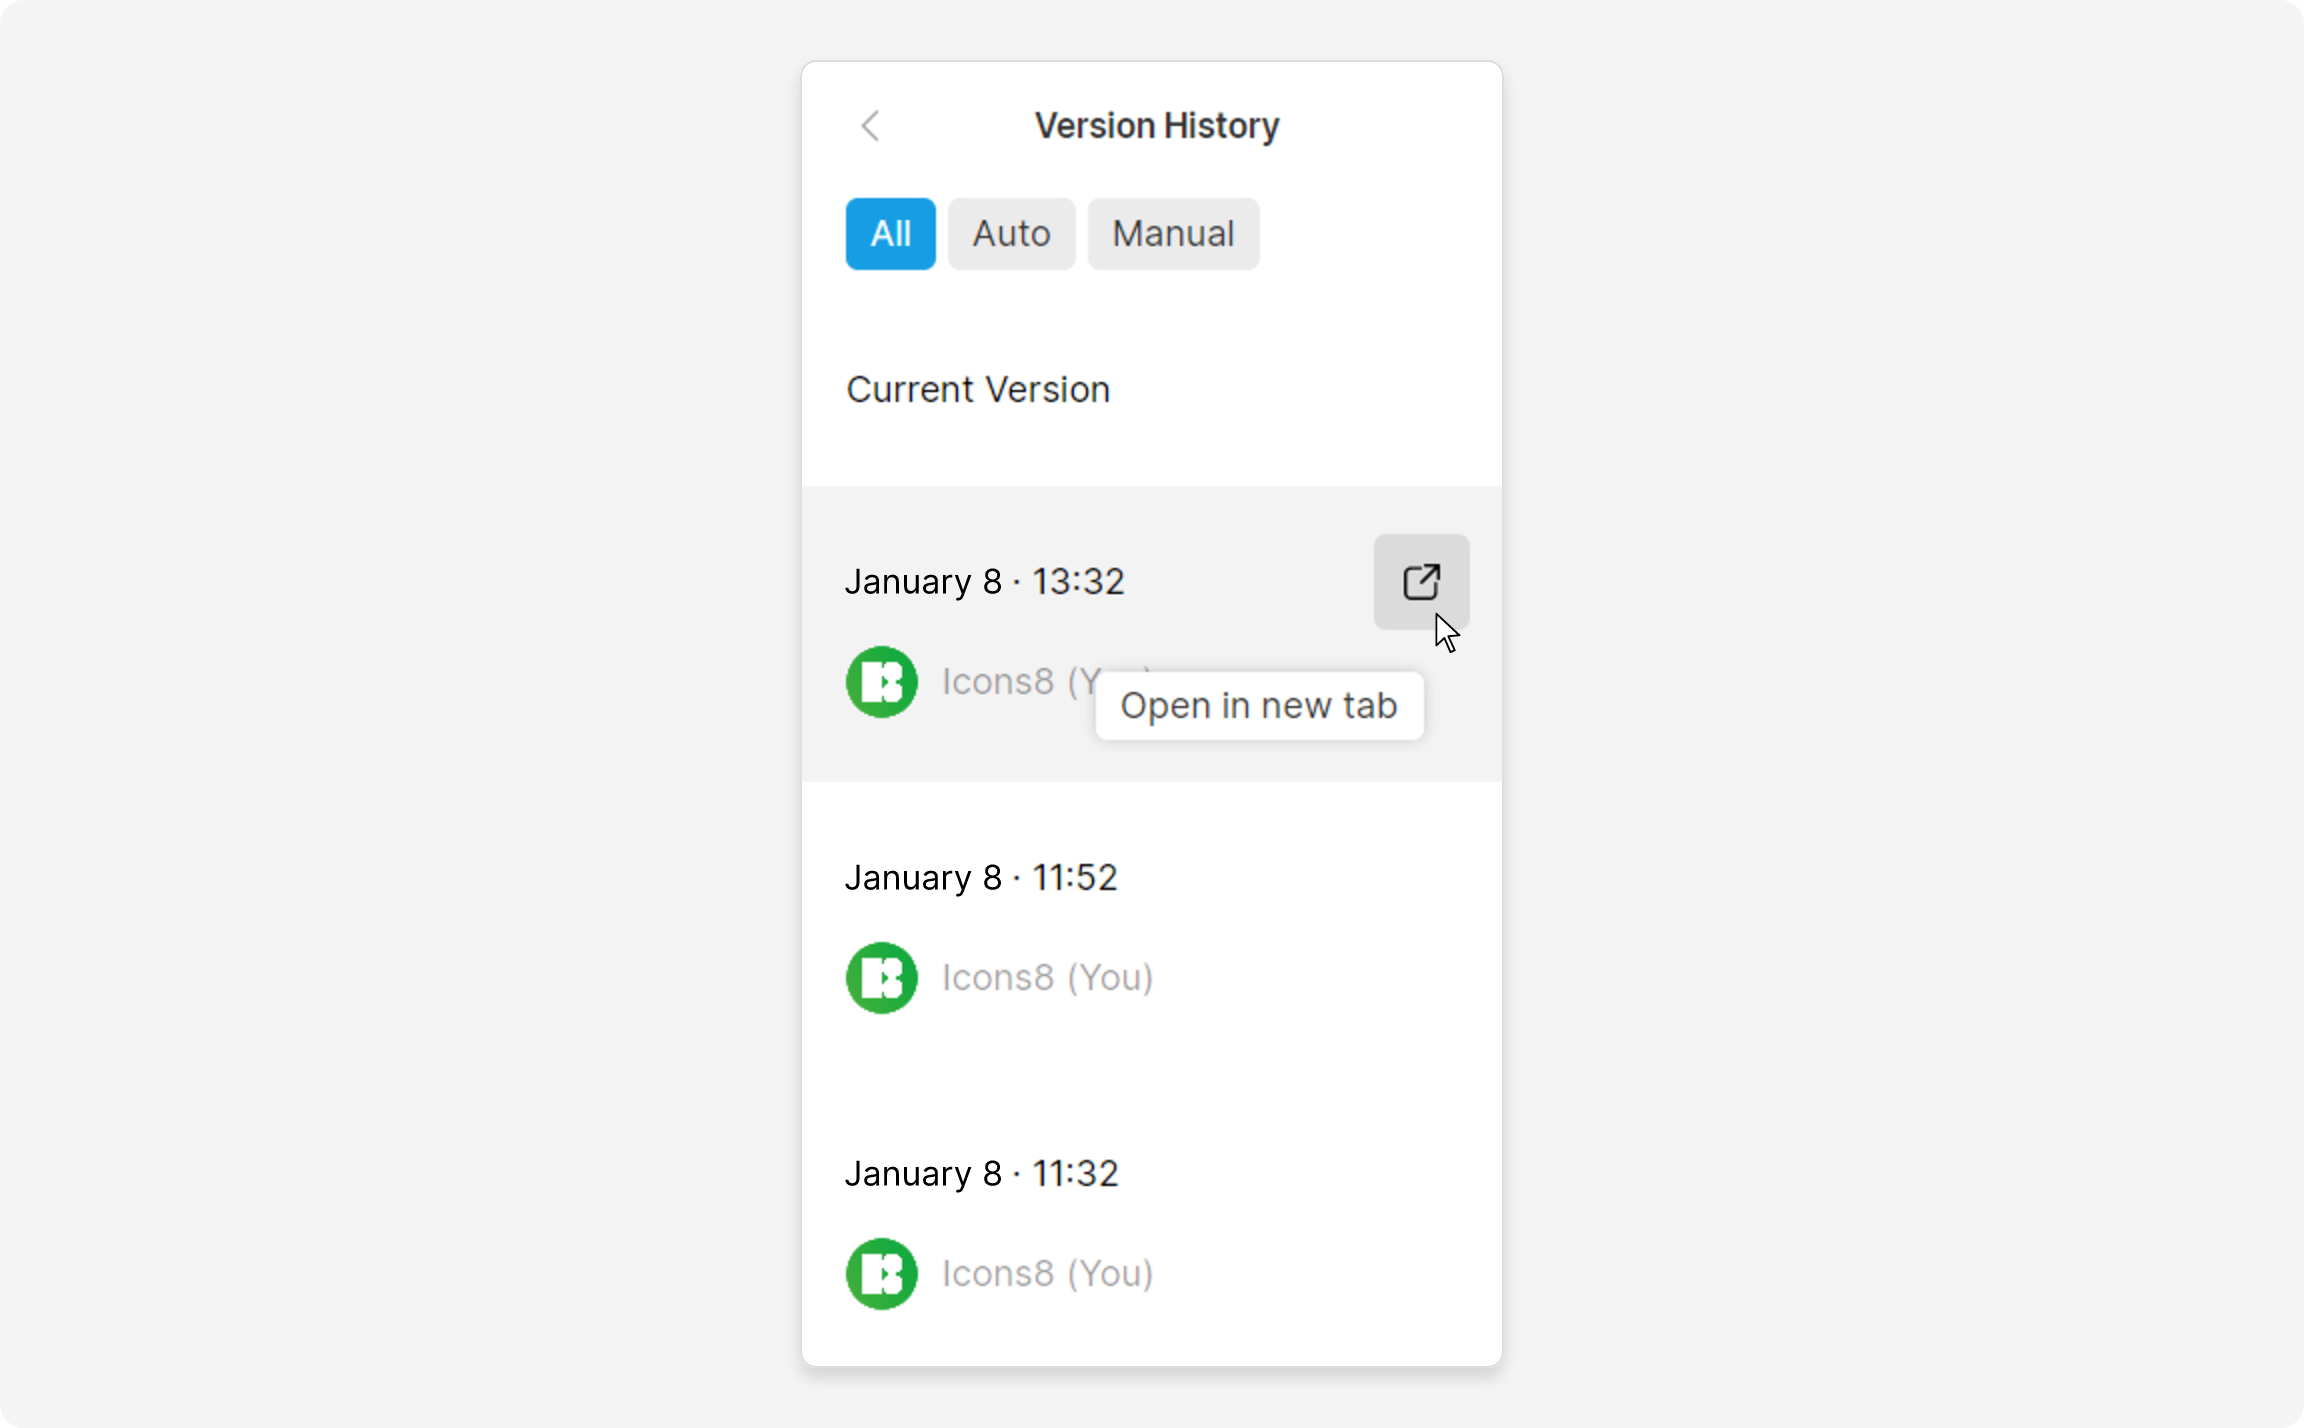 Version History
All
Auto
Manual
Current Version
January 8 · 13:32
Icons8
Open in new tab
January 8 · 11:52
Icons8 (You)
January 8 · 11:32
Icons8 (You)